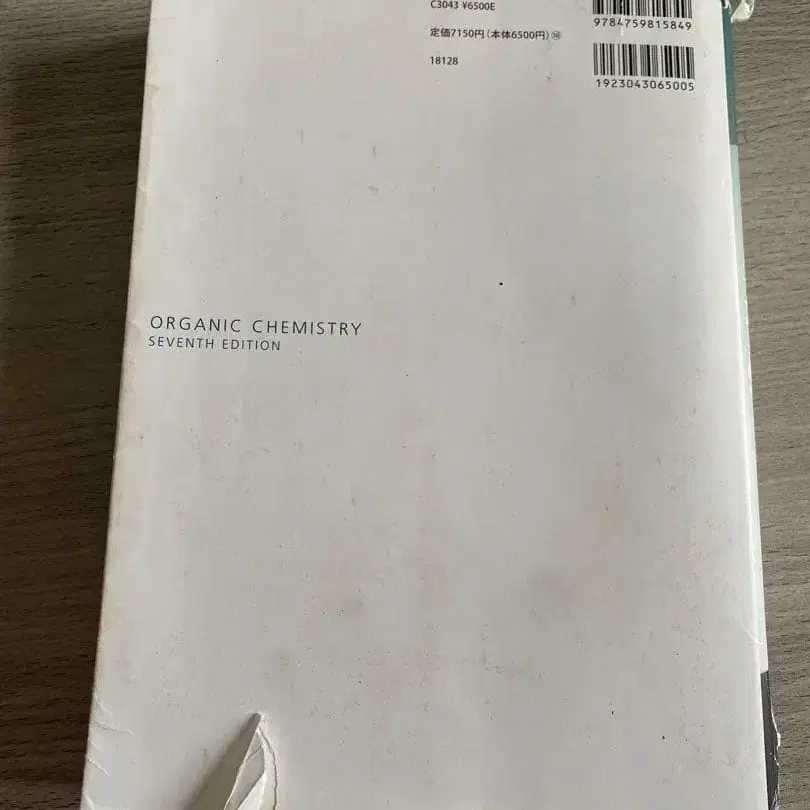 C3043 ¥6500E
定価7150円(本体6500円)⑩
18128
9784759815849
1923043065005
ORGANIC CHEMISTRY
SEVENTH EDITION